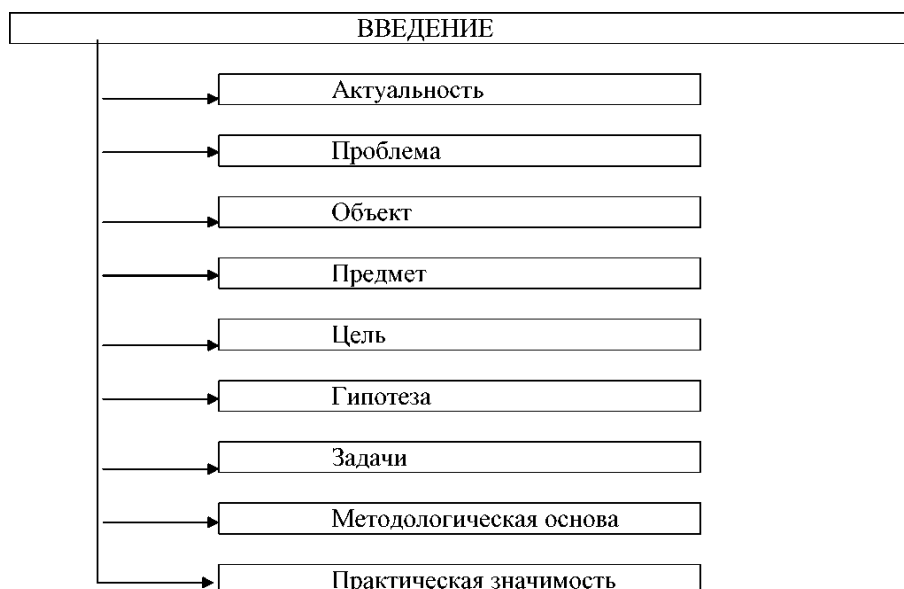 ВВЕДЕНИЕ
Актуальность
Проблема
Объект
Предмет
Цель
Гипотеза
Задачи
Методологическая основа
Практическая значимость